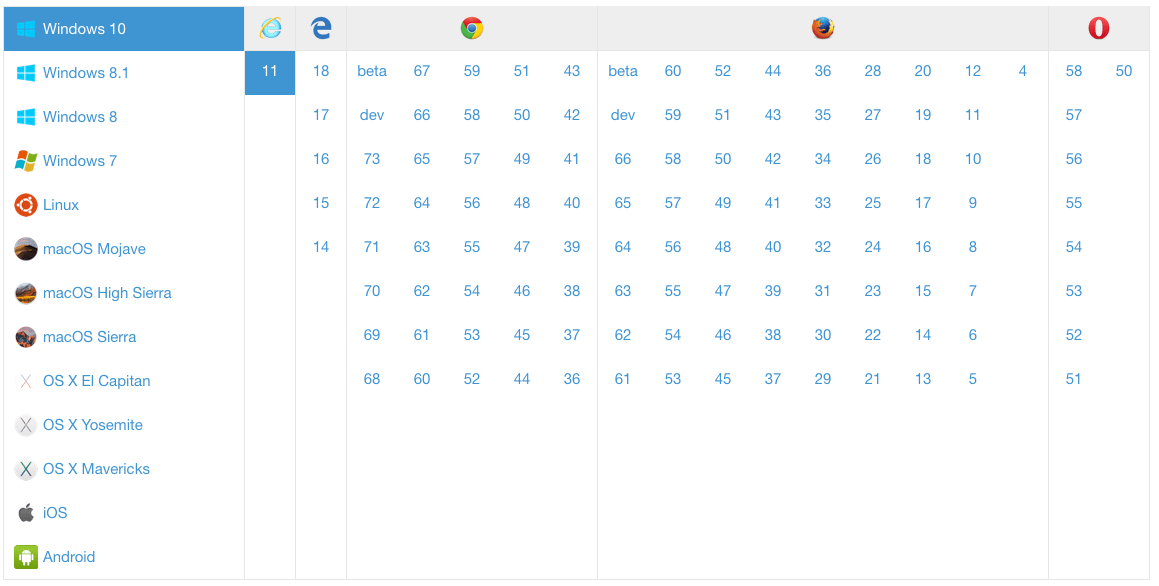 Windows 10
Windows 8.1 11 18 beta 67 59 51 43 beta 60 52 44 36 28 20 12 4 58 50
Windows 8 17 dev 66 58 50 42 dev 59 51 43 35 27 19 11 57
Windows 7 16 73 65 57 49 41 66 58 50 42 34 26 18 10 56
Linux 15 72 64 56 48 40 65 57 49 41 33 25 17 9 55
macOS Mojave 14 71 63 55 47 39 64 56 48 40 32 24 16 8 54
macOS High Sierra 70 62 54 46 38 63 55 47 39 31 23 15 7 53
macOS Sierra 69 61 53 45 37 62 54 46 38 30 22 14 6 52
OS X El Capitan 68 60 52 44 36 61 53 45 37 29 21 13 5 51
OS X Yosemite
OS X Mavericks
iOS
Android